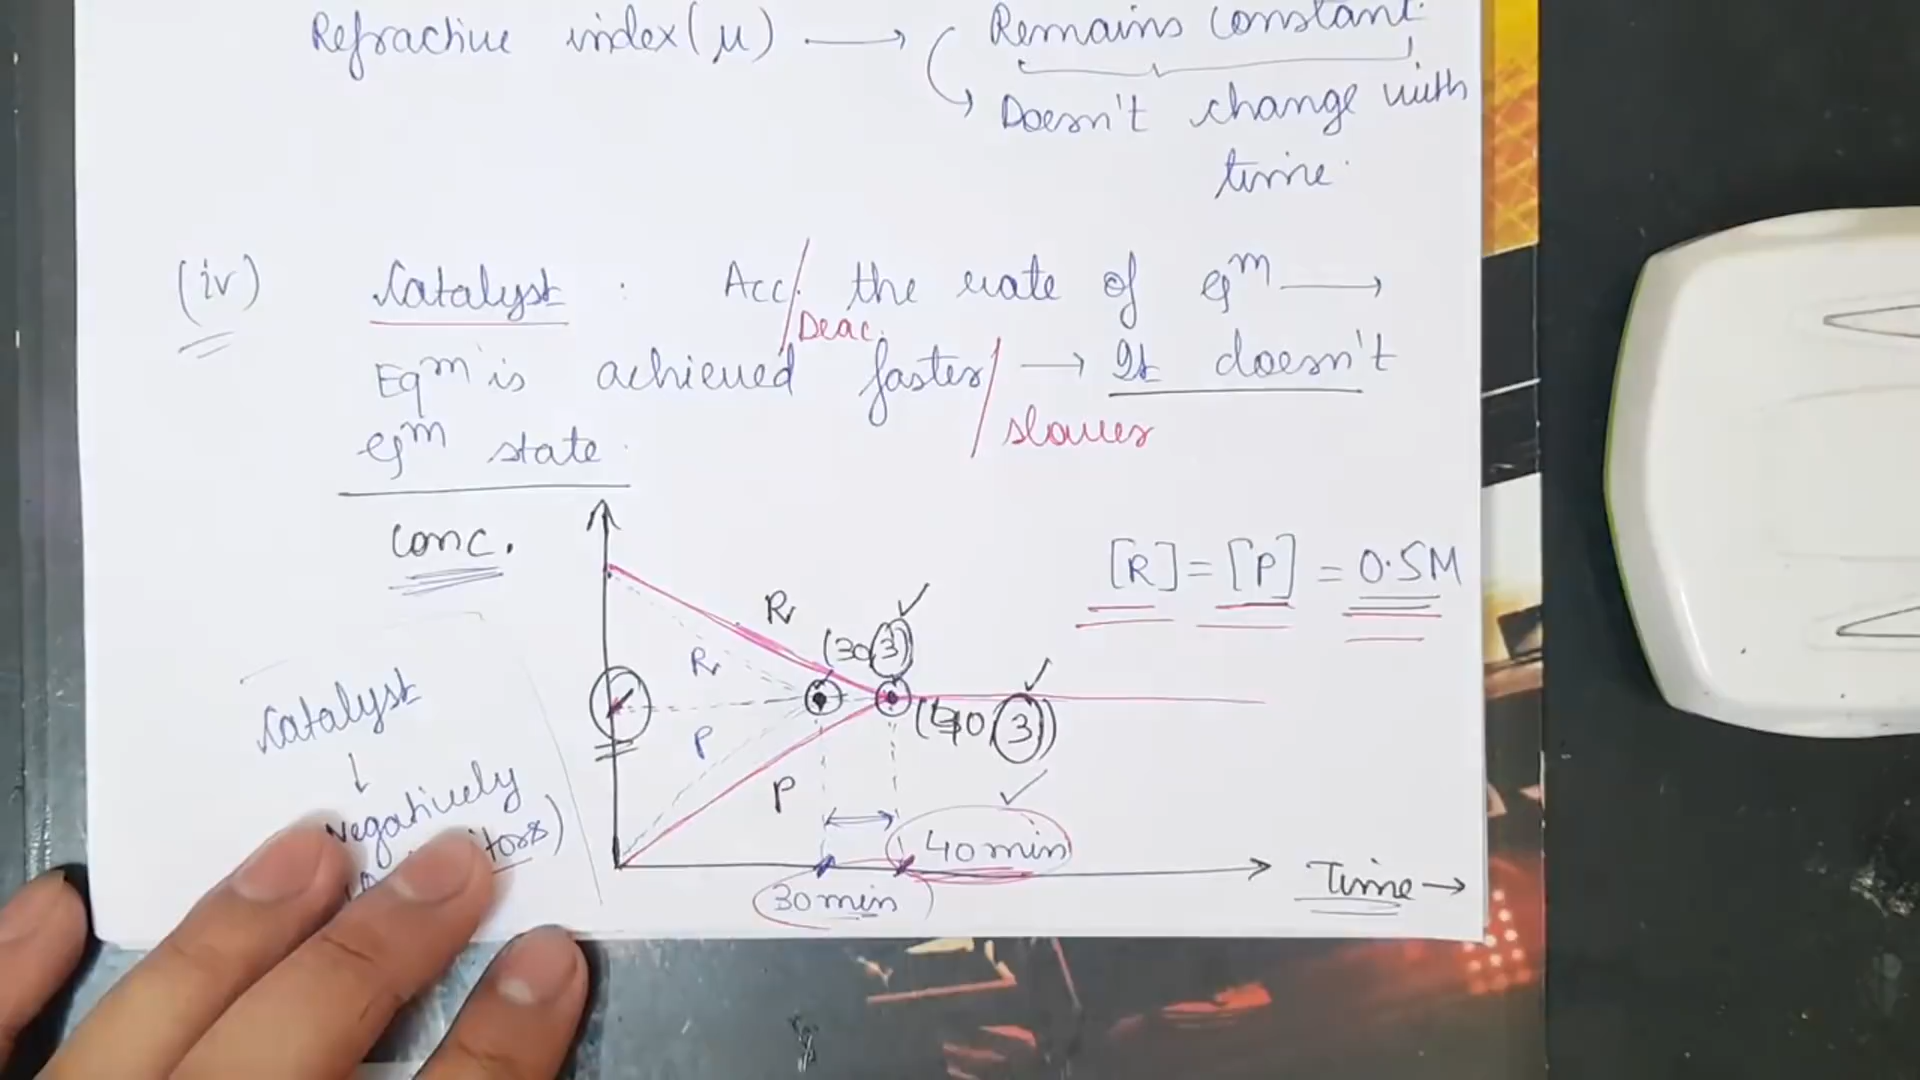 Refractive index (μ) → Remains constant.
→ Doesn't change with
time.
(iv) Catalyst : Acc. / Deac. the rate of eqm →
Eqm is achieved faster / slower → It doesn't
eqm state.
conc.
[R] = [P] = 0.5M
R
(30, 3)
R
(40, 3)
P
P
Catalyst
↓
negatively
40 min
30 min
Time →